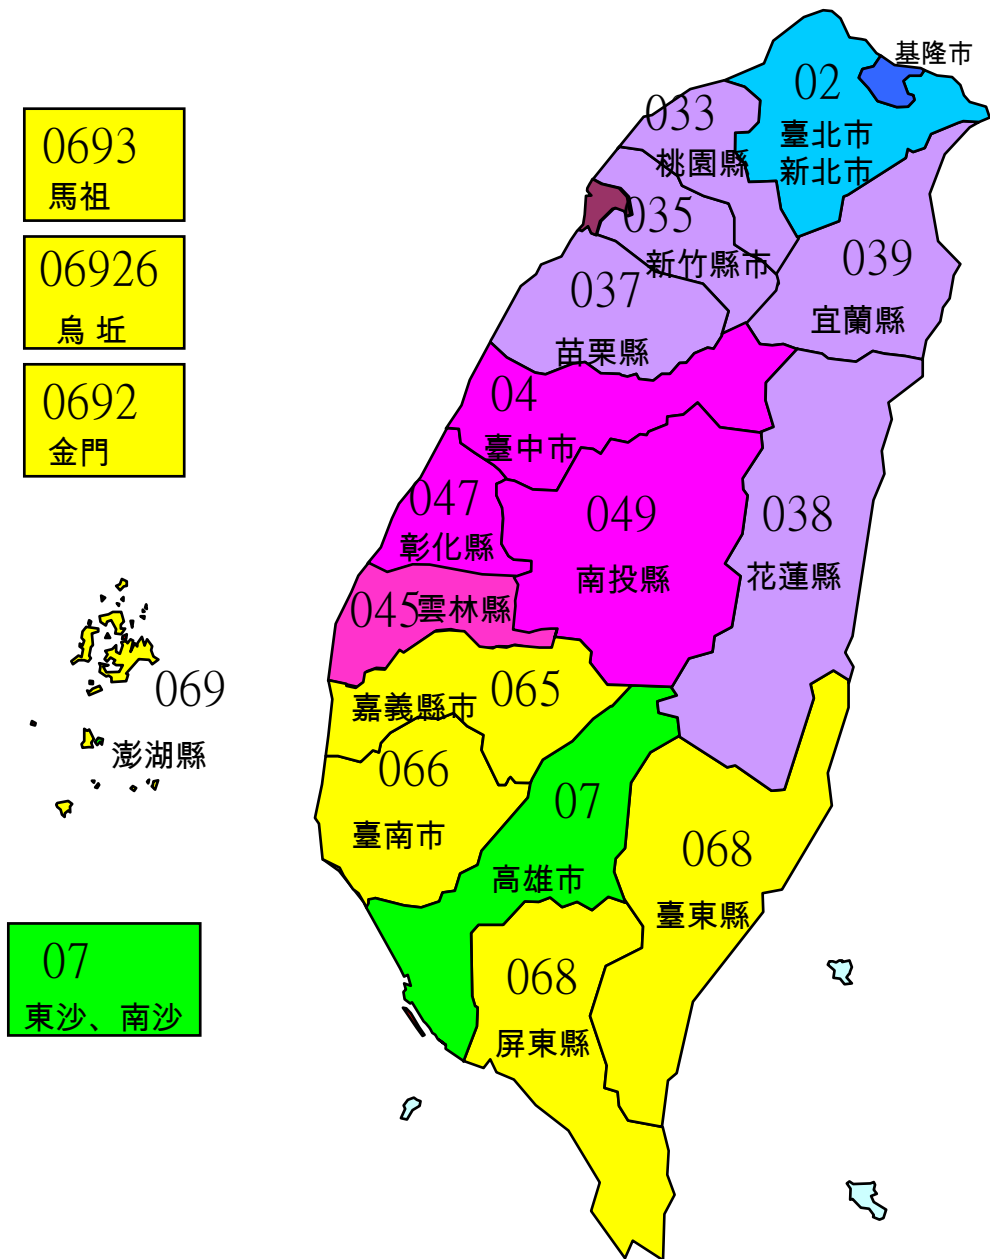 基隆市
02
臺北市
新北市
033
桃園縣
0693
馬祖
035
新竹縣市
039
宜蘭縣
06926
烏坵
037
苗栗縣
0692
金門
04
臺中市
047
彰化縣
049
南投縣
038
花蓮縣
045
雲林縣
069
澎湖縣
065
嘉義縣市
066
臺南市
07
高雄市
068
臺東縣
07
東沙、南沙
068
屏東縣